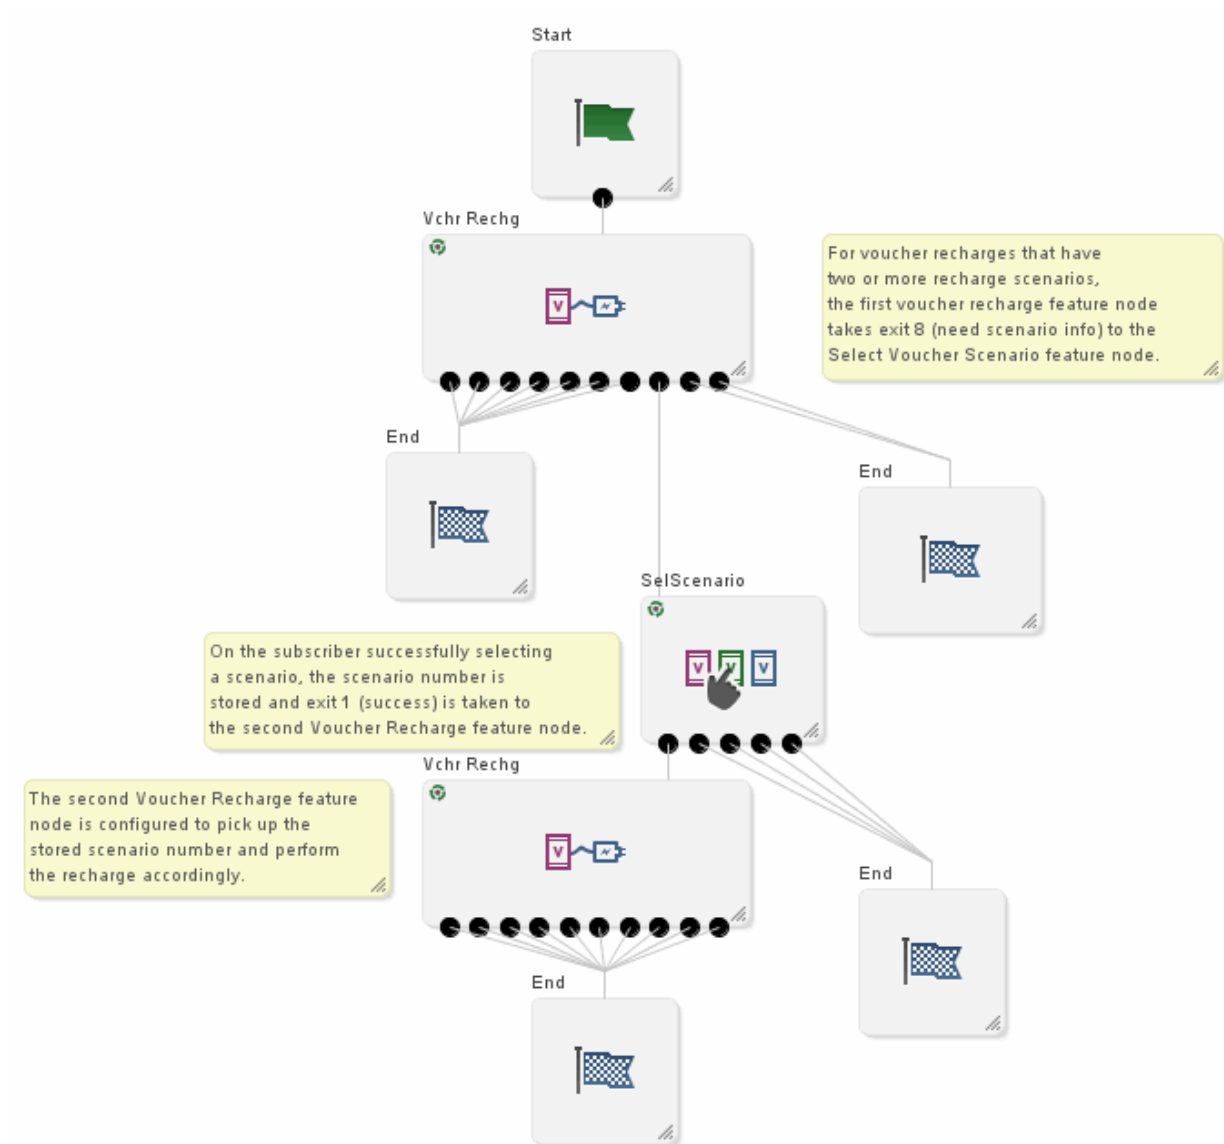 Start
Vchr Rechg
For voucher recharges that have
two or more recharge scenarios,
the first voucher recharge feature node
takes exit 8 (need scenario info) to the
Select Voucher Scenario feature node.
V
End
End
SelScenario
On the subscriber successfully selecting
a scenario, the scenario number is
stored and exit 1 (success) is taken to
the second Voucher Recharge feature node.
V V V
Vchr Rechg
The second Voucher Recharge feature
node is configured to pick up the
stored scenario number and perform
the recharge accordingly.
V
End
End